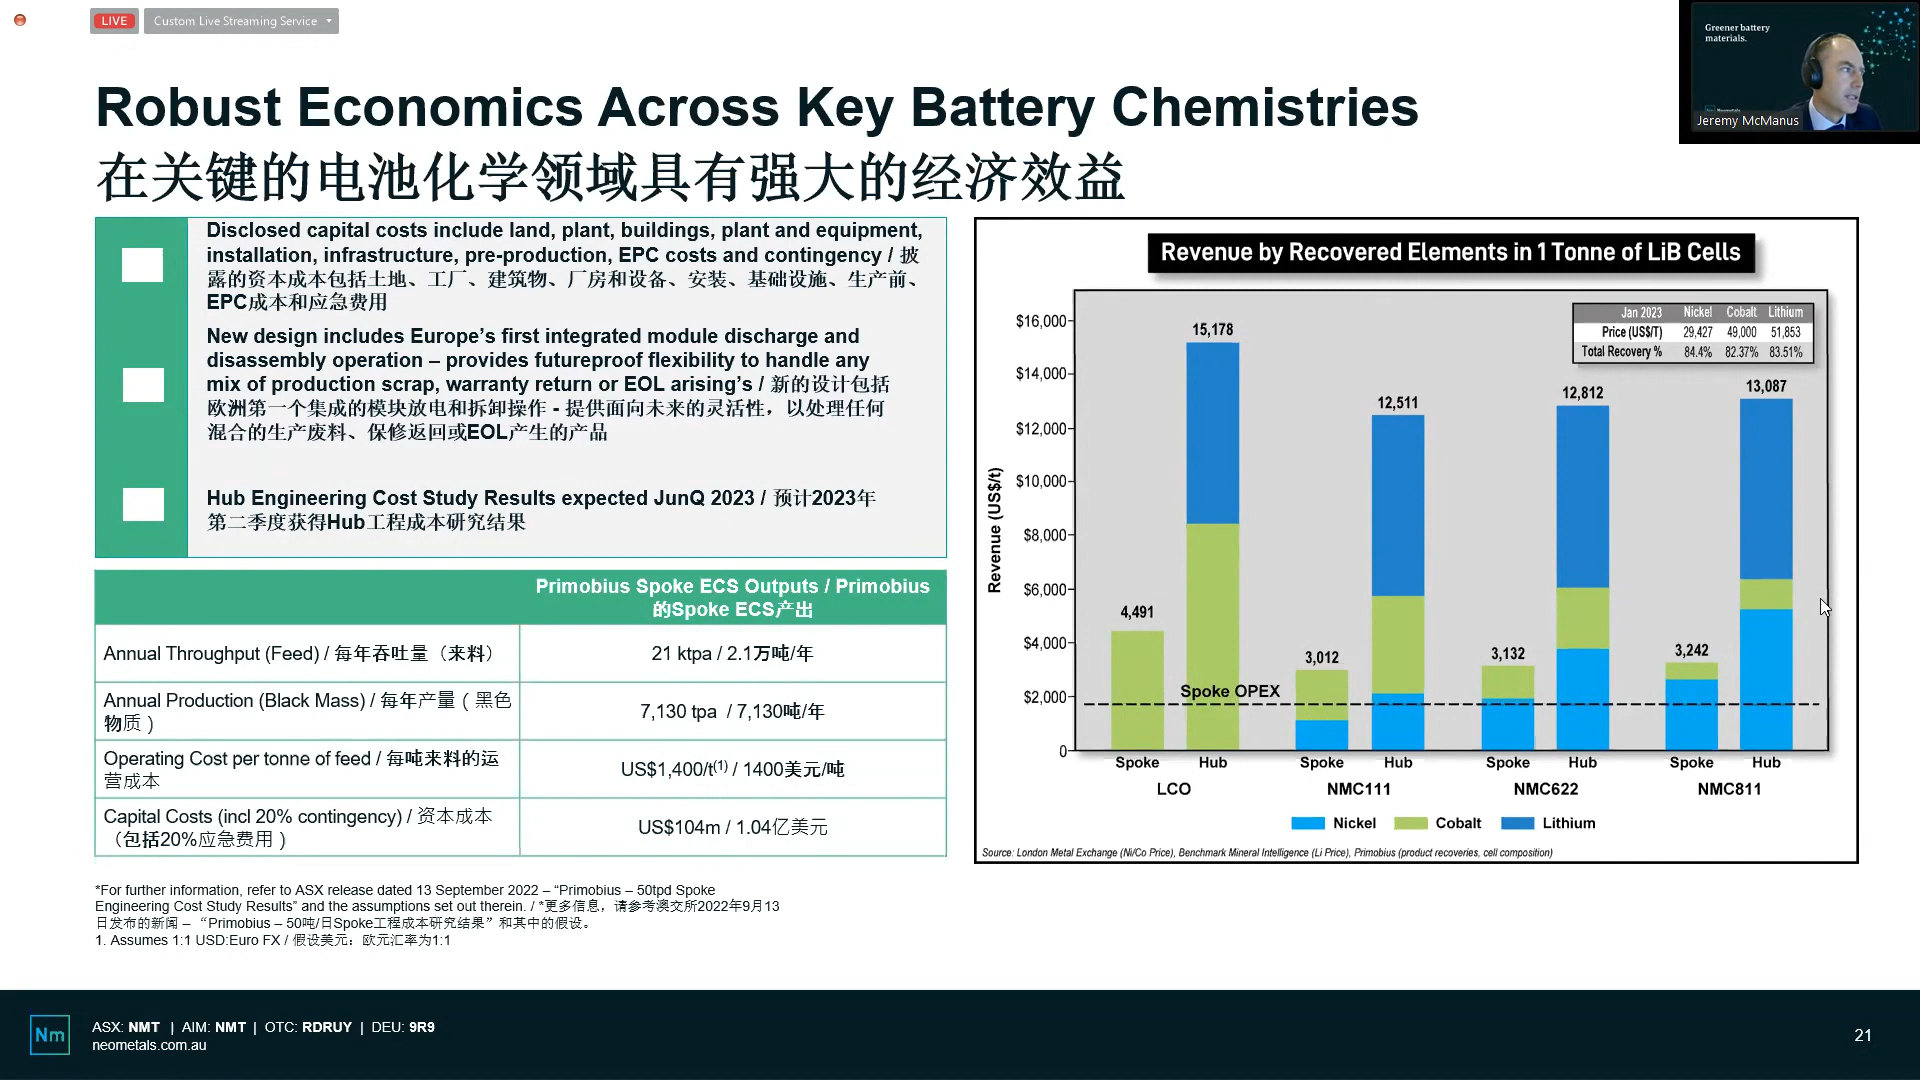 LIVE
Custom Live Streaming Service
Greener battery
materials.
Jeremy McManus
Robust Economics Across Key Battery Chemistries
在关键的电池化学领域具有强大的经济效益
Disclosed capital costs include land, plant, buildings, plant and equipment,
installation, infrastructure, pre-production, EPC costs and contingency / 披
露的资本成本包括土地、工厂、建筑物、厂房和设备、安装、基础设施、生产前、
EPC成本和应急费用
New design includes Europe's first integrated module discharge and
disassembly operation – provides futureproof flexibility to handle any
mix of production scrap, warranty return or EOL arising's / 新的设计包括
欧洲第一个集成的模块放电和拆卸操作 - 提供面向未来的灵活性，以处理任何
混合的生产废料、保修返回或EOL产生的产品
Hub Engineering Cost Study Results expected JunQ 2023 / 预计2023年
第二季度获得Hub工程成本研究结果
Primobius Spoke ECS Outputs / Primobius
的Spoke ECS产出
Annual Throughput (Feed) / 每年吞吐量（来料）
21 ktpa / 2.1万吨/年
Annual Production (Black Mass) / 每年产量（黑色
物质）
7,130 tpa / 7,130吨/年
Operating Cost per tonne of feed / 每吨来料的运
营成本
US$1,400/t(1) / 1400美元/吨
Capital Costs (incl 20% contingency) / 资本成本
（包括20%应急费用）
US$104m / 1.04亿美元
*For further information, refer to ASX release dated 13 September 2022 – “Primobius – 50tpd Spoke
Engineering Cost Study Results” and the assumptions set out therein. / *更多信息，请参考澳交所2022年9月13
日发布的新闻 – “Primobius – 50吨/日Spoke工程成本研究结果”和其中的假设。
1. Assumes 1:1 USD:Euro FX / 假设美元：欧元汇率为1:1
Revenue by Recovered Elements in 1 Tonne of LiB Cells
Jan 2023 Nickel Cobalt Lithium
Price (US$/T) 29,427 49,000 51,853
Total Recovery % 84.4% 82.37% 83.51%
Revenue (US$/t)
$16,000
$14,000
$12,000
$10,000
$8,000
$6,000
$4,000
$2,000
0
4,491
15,178
3,012
12,511
3,132
12,812
3,242
13,087
Spoke OPEX
Spoke Hub Spoke Hub Spoke Hub Spoke Hub
LCO NMC111 NMC622 NMC811
Nickel Cobalt Lithium
Source: London Metal Exchange (Ni/Co Price), Benchmark Mineral Intelligence (Li Price), Primobius (product recoveries, cell composition)
Nm
ASX: NMT | AIM: NMT | OTC: RDRUY | DEU: 9R9
neometals.com.au
21